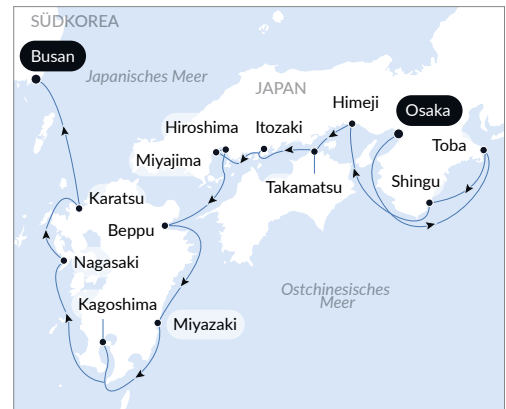 SÜDKOREA
Busan
Japanisches Meer
JAPAN
Himeji
Osaka
Hiroshima
Itozaki
Toba
Miyajima
Takamatsu
Shingu
Karatsu
Beppu
Nagasaki
Kagoshima
Ostchinesisches
Meer
Miyazaki